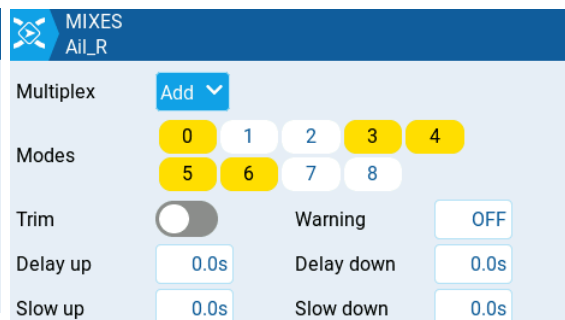 MIXES
Ail_R
Multiplex Add
Modes 0 1 2 3 4
5 6 7 8
Trim Warning OFF
Delay up 0.0s Delay down 0.0s
Slow up 0.0s Slow down 0.0s